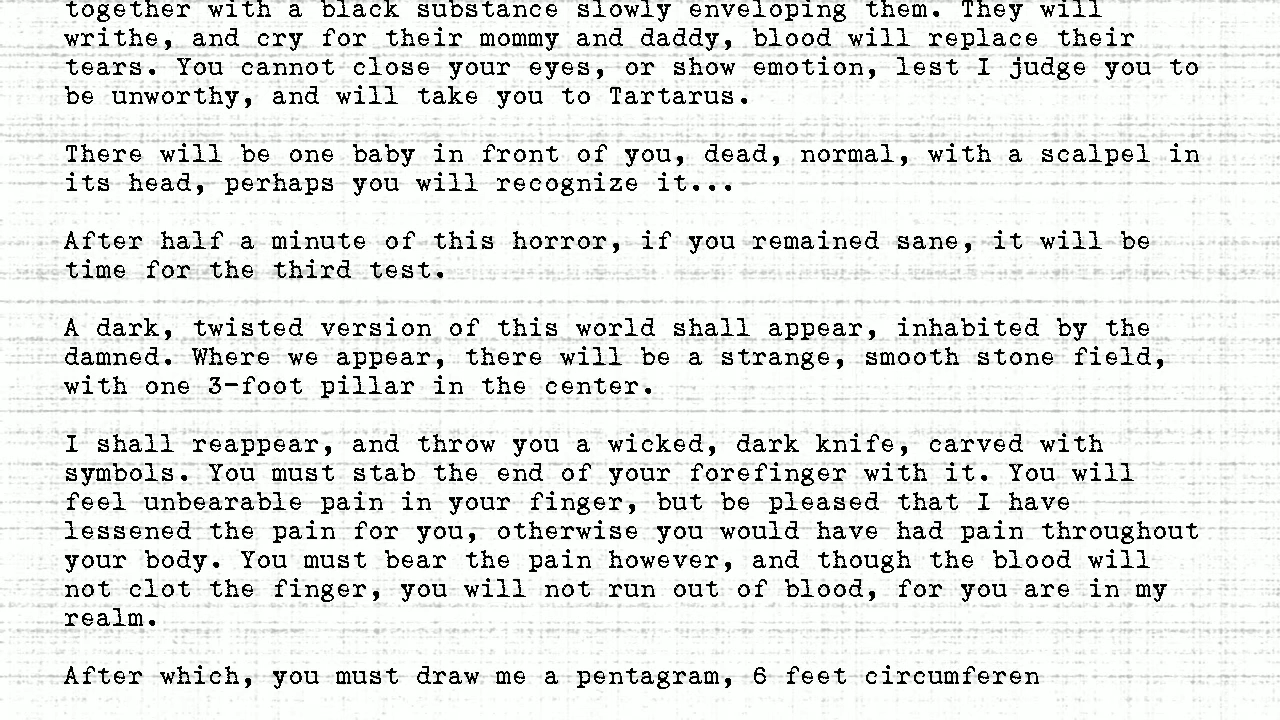 together with a black substance slowly enveloping them. They will
writhe, and cry for their mommy and daddy, blood will replace their
tears. You cannot close your eyes, or show emotion, lest I judge you to
be unworthy, and will take you to Tartarus.
There will be one baby in front of you, dead, normal, with a scalpel in
its head, perhaps you will recognize it...
After half a minute of this horror, if you remained sane, it will be
time for the third test.
A dark, twisted version of this world shall appear, inhabited by the
damned. Where we appear, there will be a strange, smooth stone field,
with one 3-foot pillar in the center.
I shall reappear, and throw you a wicked, dark knife, carved with
symbols. You must stab the end of your forefinger with it. You will
feel unbearable pain in your finger, but be pleased that I have
lessened the pain for you, otherwise you would have had pain throughout
your body. You must bear the pain however, and though the blood will
not clot the finger, you will not run out of blood, for you are in my
realm.
After which, you must draw me a pentagram, 6 feet circumferen